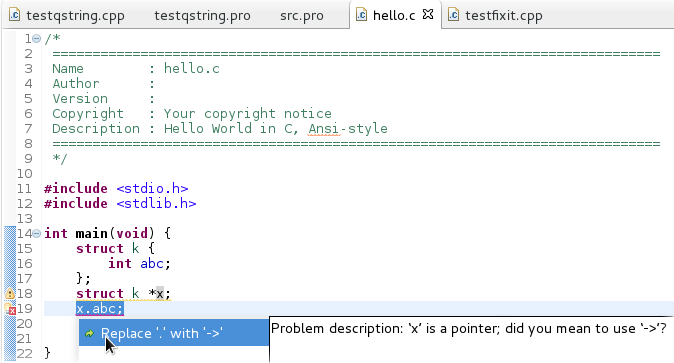 testqstring.cpp testqstring.pro src.pro hello.c testfixit.cpp
1 /*
2 ============================================================================
3 Name : hello.c
4 Author :
5 Version :
6 Copyright : Your copyright notice
7 Description : Hello World in C, Ansi-style
8 ============================================================================
9 */
10
11 #include <stdio.h>
12 #include <stdlib.h>
13
14 int main(void) {
15 struct k {
16 int abc;
17 };
18 struct k *x;
19 x.abc;
20 Replace '.' with '->' Problem description: ‘x’ is a pointer; did you mean to use ‘->’?
21
22 }